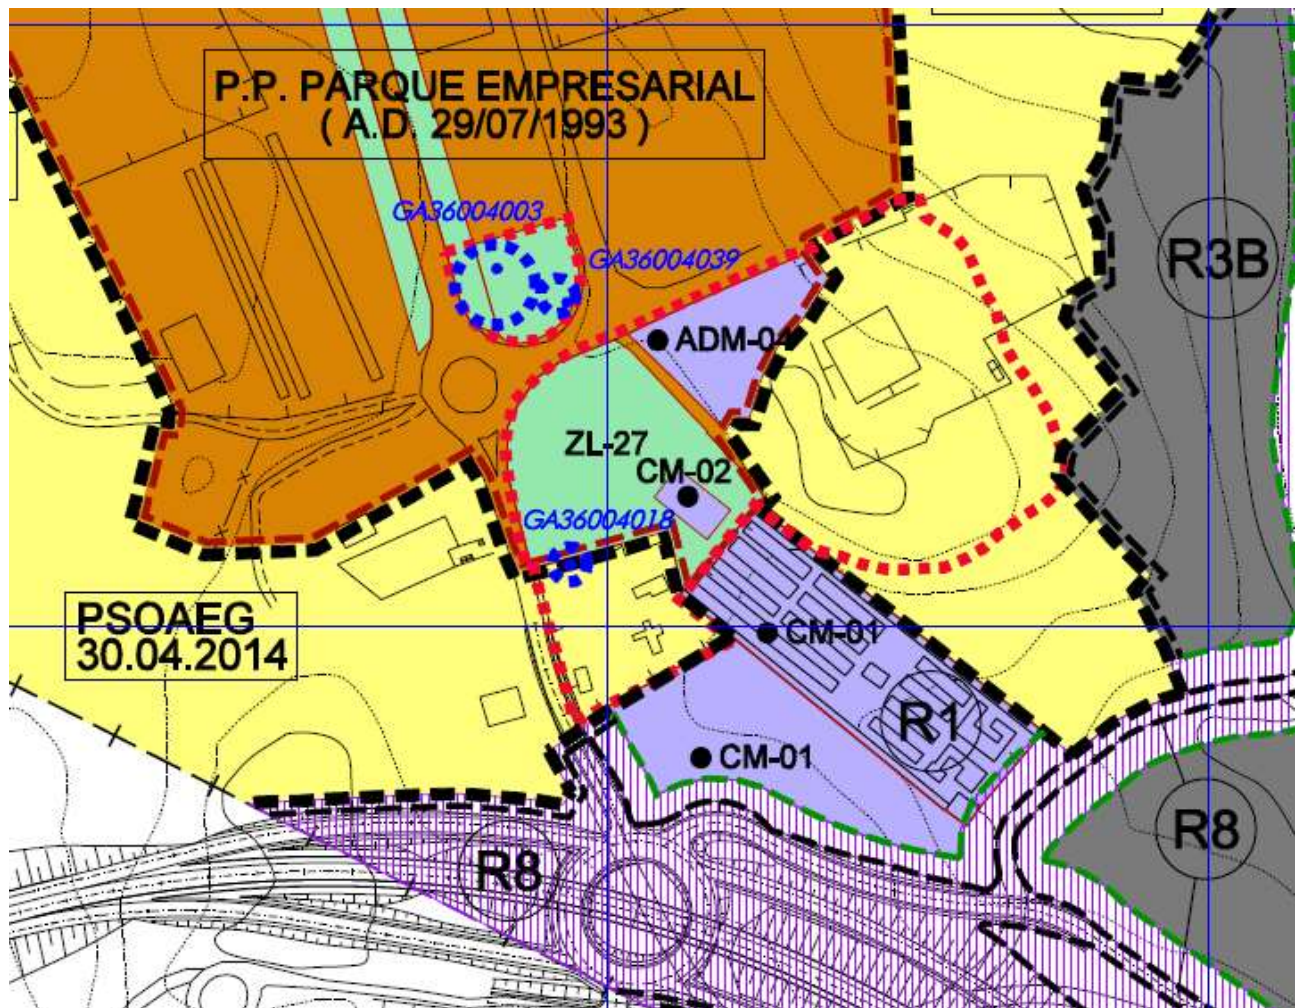 P.P. PARQUE EMPRESARIAL
( A.D. 29/07/1993 )
GA36004003
GA36004039
R3B
ADM-04
ZL-27
CM-02
GA36004018
PSOAEG
30.04.2014
CM-01
R1
CM-01
R8
R8